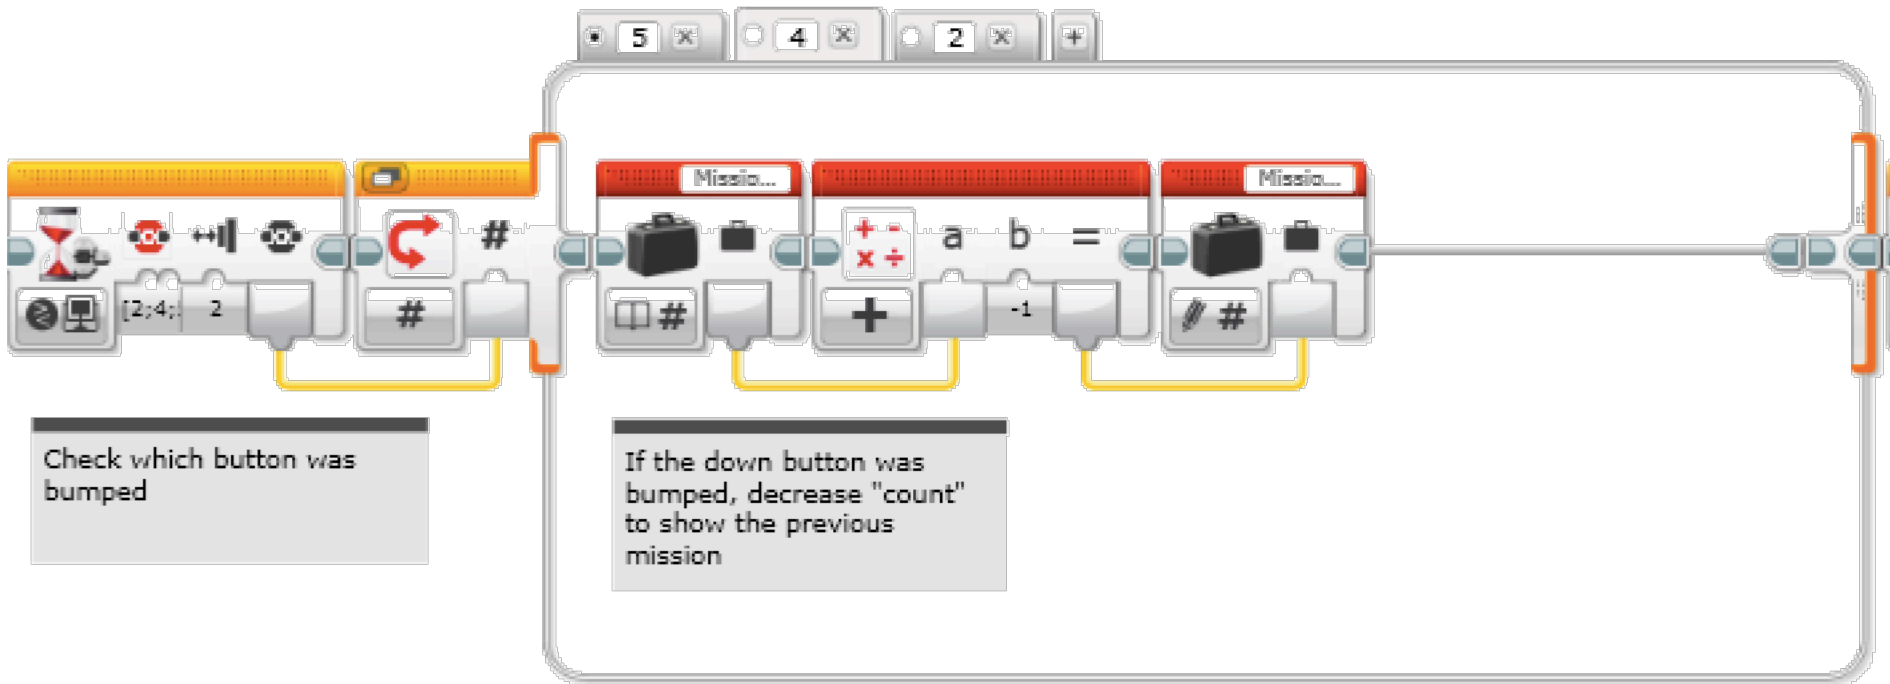 5
4
2
+
Missio...
Missio...
#
a b =
[2;4;
2
#
#
+
-1
#
Check which button was
bumped
If the down button was
bumped, decrease "count"
to show the previous
mission